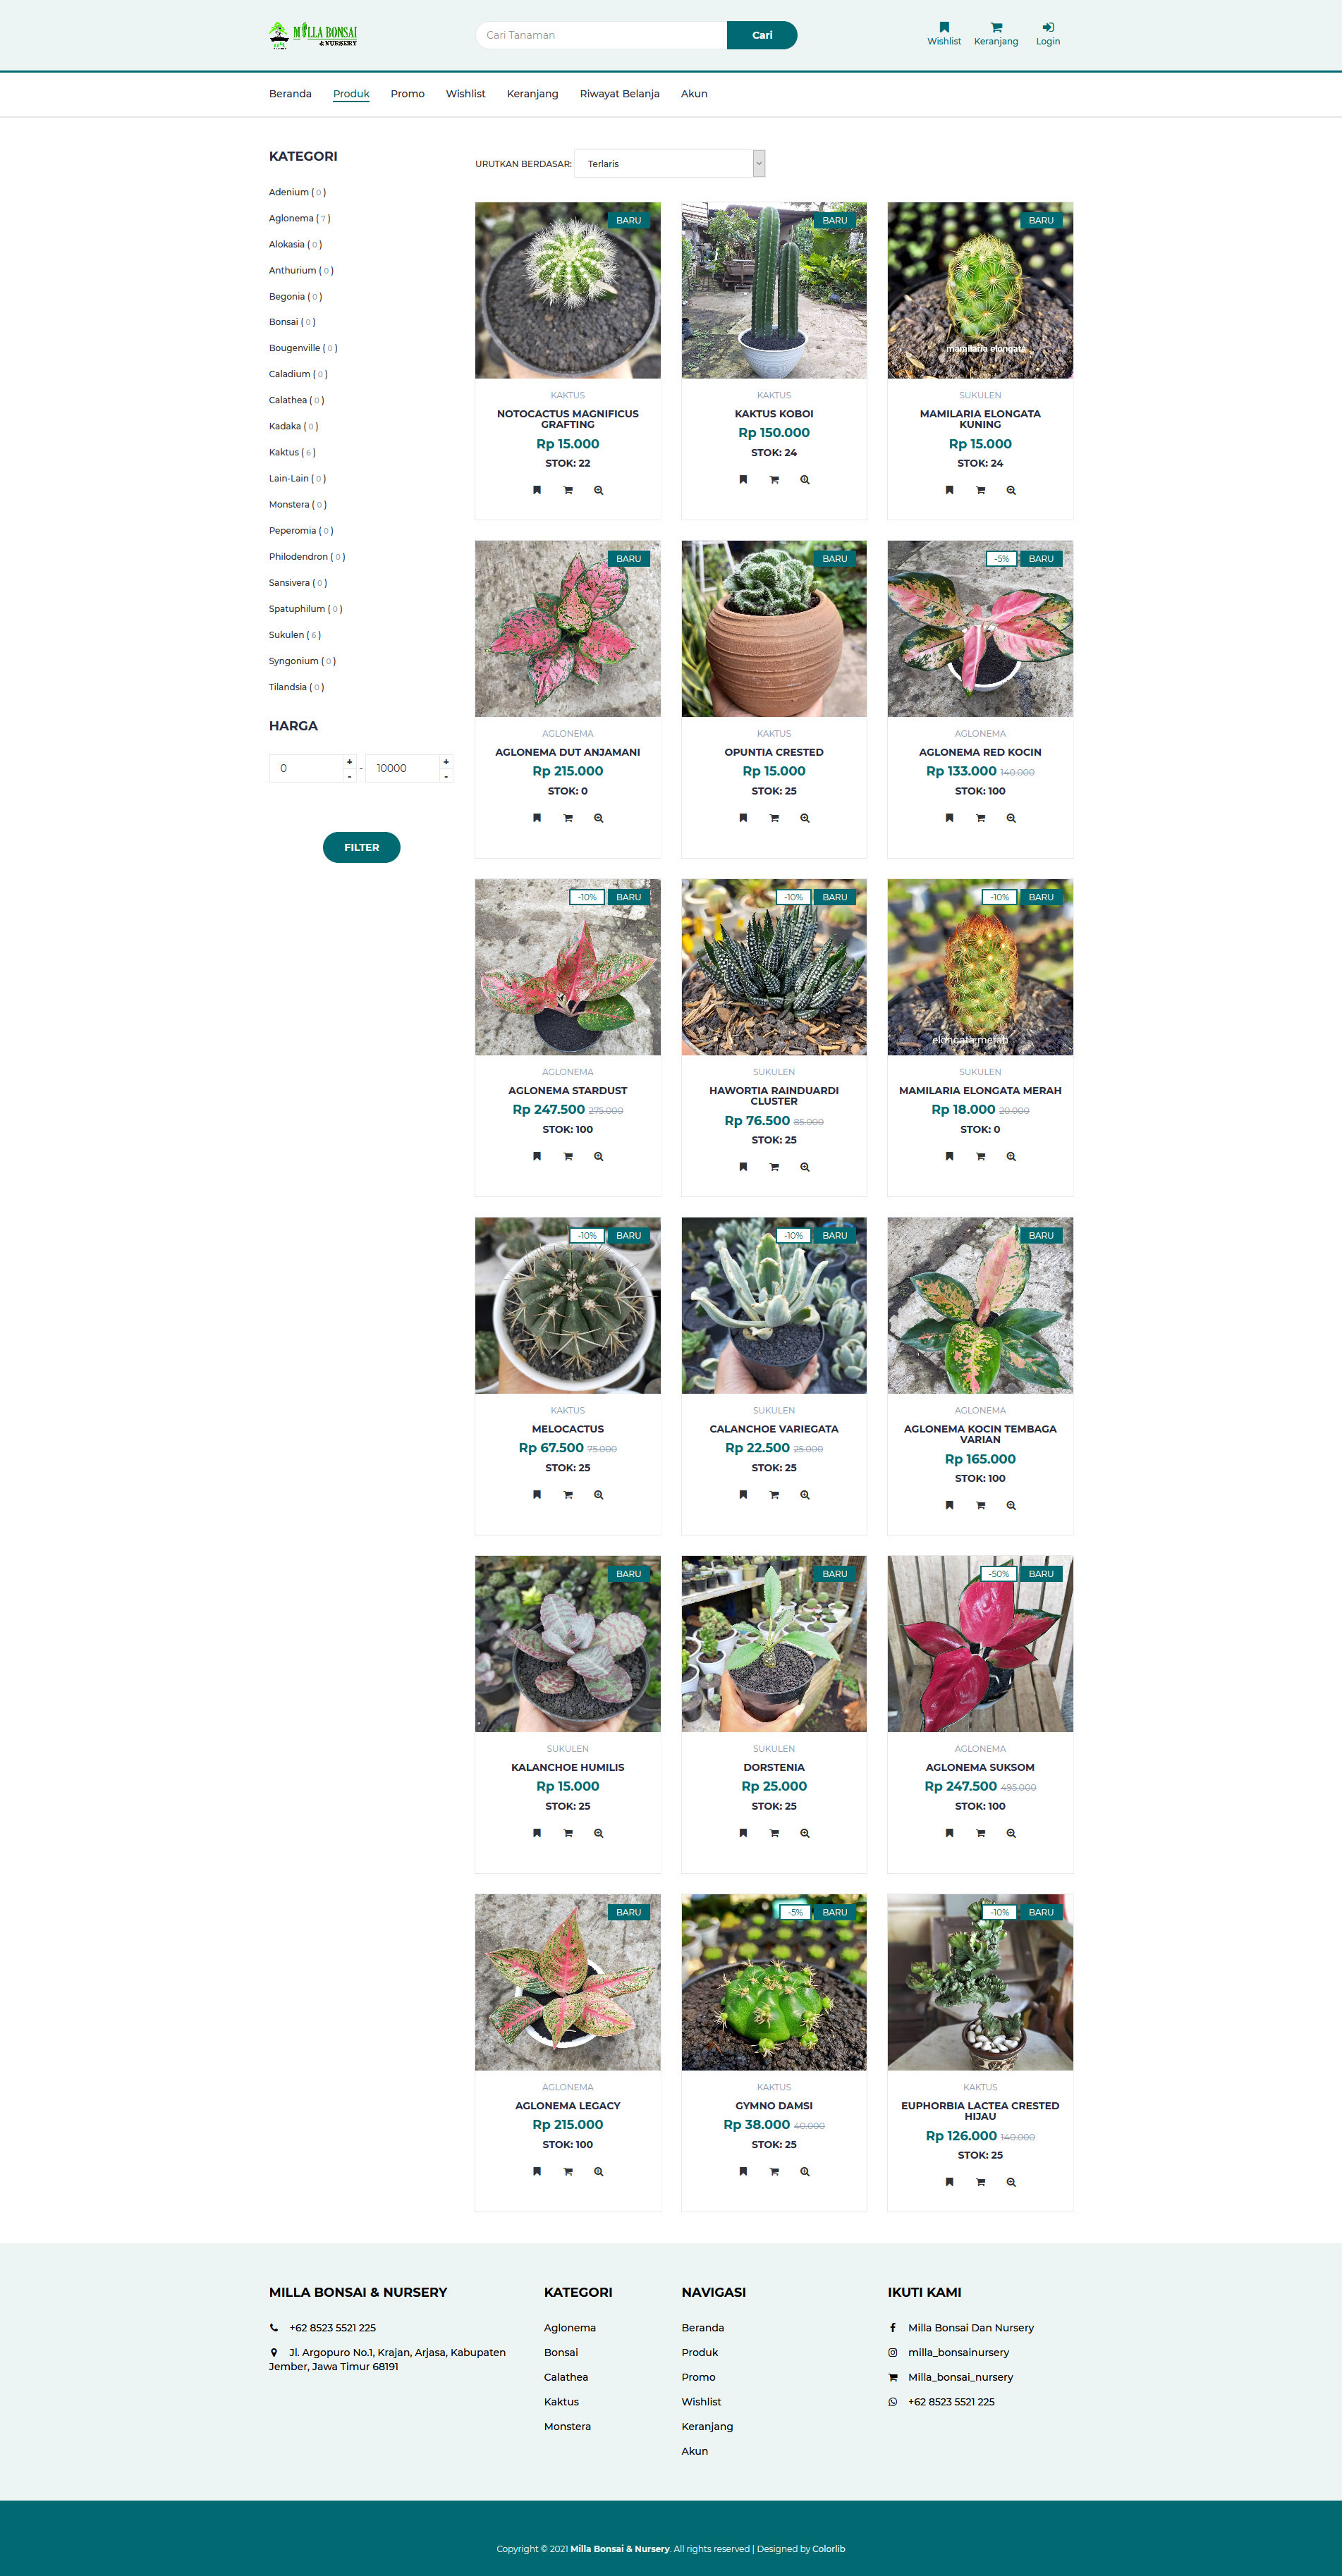 MILLA BONSAI
& NURSERY
Cari Tanaman
Cari
Wishlist
Keranjang
Login
Beranda
Produk
Promo
Wishlist
Keranjang
Riwayat Belanja
Akun
KATEGORI
Adenium ( 0 )
Aglonema ( 7 )
Alokasia ( 0 )
Anthurium ( 0 )
Begonia ( 0 )
Bonsai ( 0 )
Bougenville ( 0 )
Caladium ( 0 )
Calathea ( 0 )
Kadaka ( 0 )
Kaktus ( 6 )
Lain-Lain ( 0 )
Monstera ( 0 )
Peperomia ( 0 )
Philodendron ( 0 )
Sansivera ( 0 )
Spatuphilum ( 0 )
Sukulen ( 6 )
Syngonium ( 0 )
Tilandsia ( 0 )
HARGA
0 + - - 10000 + -
FILTER
URUTKAN BERDASAR: Terlaris
BARU
KAKTUS
NOTOCACTUS MAGNIFICUS
GRAFTING
Rp 15.000
STOK: 22
BARU
KAKTUS
KAKTUS KOBOI
Rp 150.000
STOK: 24
BARU
mamillaria elongata
SUKULEN
MAMILARIA ELONGATA
KUNING
Rp 15.000
STOK: 24
BARU
AGLONEMA
AGLONEMA DUT ANJAMANI
Rp 215.000
STOK: 0
BARU
KAKTUS
OPUNTIA CRESTED
Rp 15.000
STOK: 25
-5% BARU
AGLONEMA
AGLONEMA RED KOCIN
Rp 133.000 140.000
STOK: 100
-10% BARU
AGLONEMA
AGLONEMA STARDUST
Rp 247.500 275.000
STOK: 100
-10% BARU
SUKULEN
HAWORTIA RAINDUARDI
CLUSTER
Rp 76.500 85.000
STOK: 25
-10% BARU
elongata merah
SUKULEN
MAMILARIA ELONGATA MERAH
Rp 18.000 20.000
STOK: 0
-10% BARU
KAKTUS
MELOCACTUS
Rp 67.500 75.000
STOK: 25
-10% BARU
SUKULEN
CALANCHOE VARIEGATA
Rp 22.500 25.000
STOK: 25
BARU
AGLONEMA
AGLONEMA KOCIN TEMBAGA
VARIAN
Rp 165.000
STOK: 100
BARU
SUKULEN
KALANCHOE HUMILIS
Rp 15.000
STOK: 25
BARU
SUKULEN
DORSTENIA
Rp 25.000
STOK: 25
-50% BARU
AGLONEMA
AGLONEMA SUKSOM
Rp 247.500 495.000
STOK: 100
BARU
AGLONEMA
AGLONEMA LEGACY
Rp 215.000
STOK: 100
-5% BARU
KAKTUS
GYMNO DAMSI
Rp 38.000 40.000
STOK: 25
-10% BARU
KAKTUS
EUPHORBIA LACTEA CRESTED
HIJAU
Rp 126.000 140.000
STOK: 25
MILLA BONSAI & NURSERY
+62 8523 5521 225
Jl. Argopuro No.1, Krajan, Arjasa, Kabupaten
Jember, Jawa Timur 68191
KATEGORI
Aglonema
Bonsai
Calathea
Kaktus
Monstera
NAVIGASI
Beranda
Produk
Promo
Wishlist
Keranjang
Akun
IKUTI KAMI
Milla Bonsai Dan Nursery
milla_bonsainursery
Milla_bonsai_nursery
+62 8523 5521 225
Copyright © 2021 Milla Bonsai & Nursery. All rights reserved | Designed by Colorlib